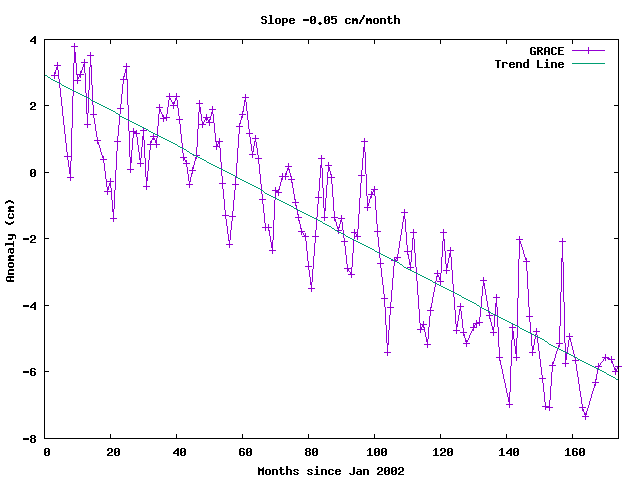 Slope -0.05 cm/month
GRACE
Trend Line
4
2
0
-2
-4
-6
-8
Anomaly (cm)
0 20 40 60 80 100 120 140 160
Months since Jan 2002